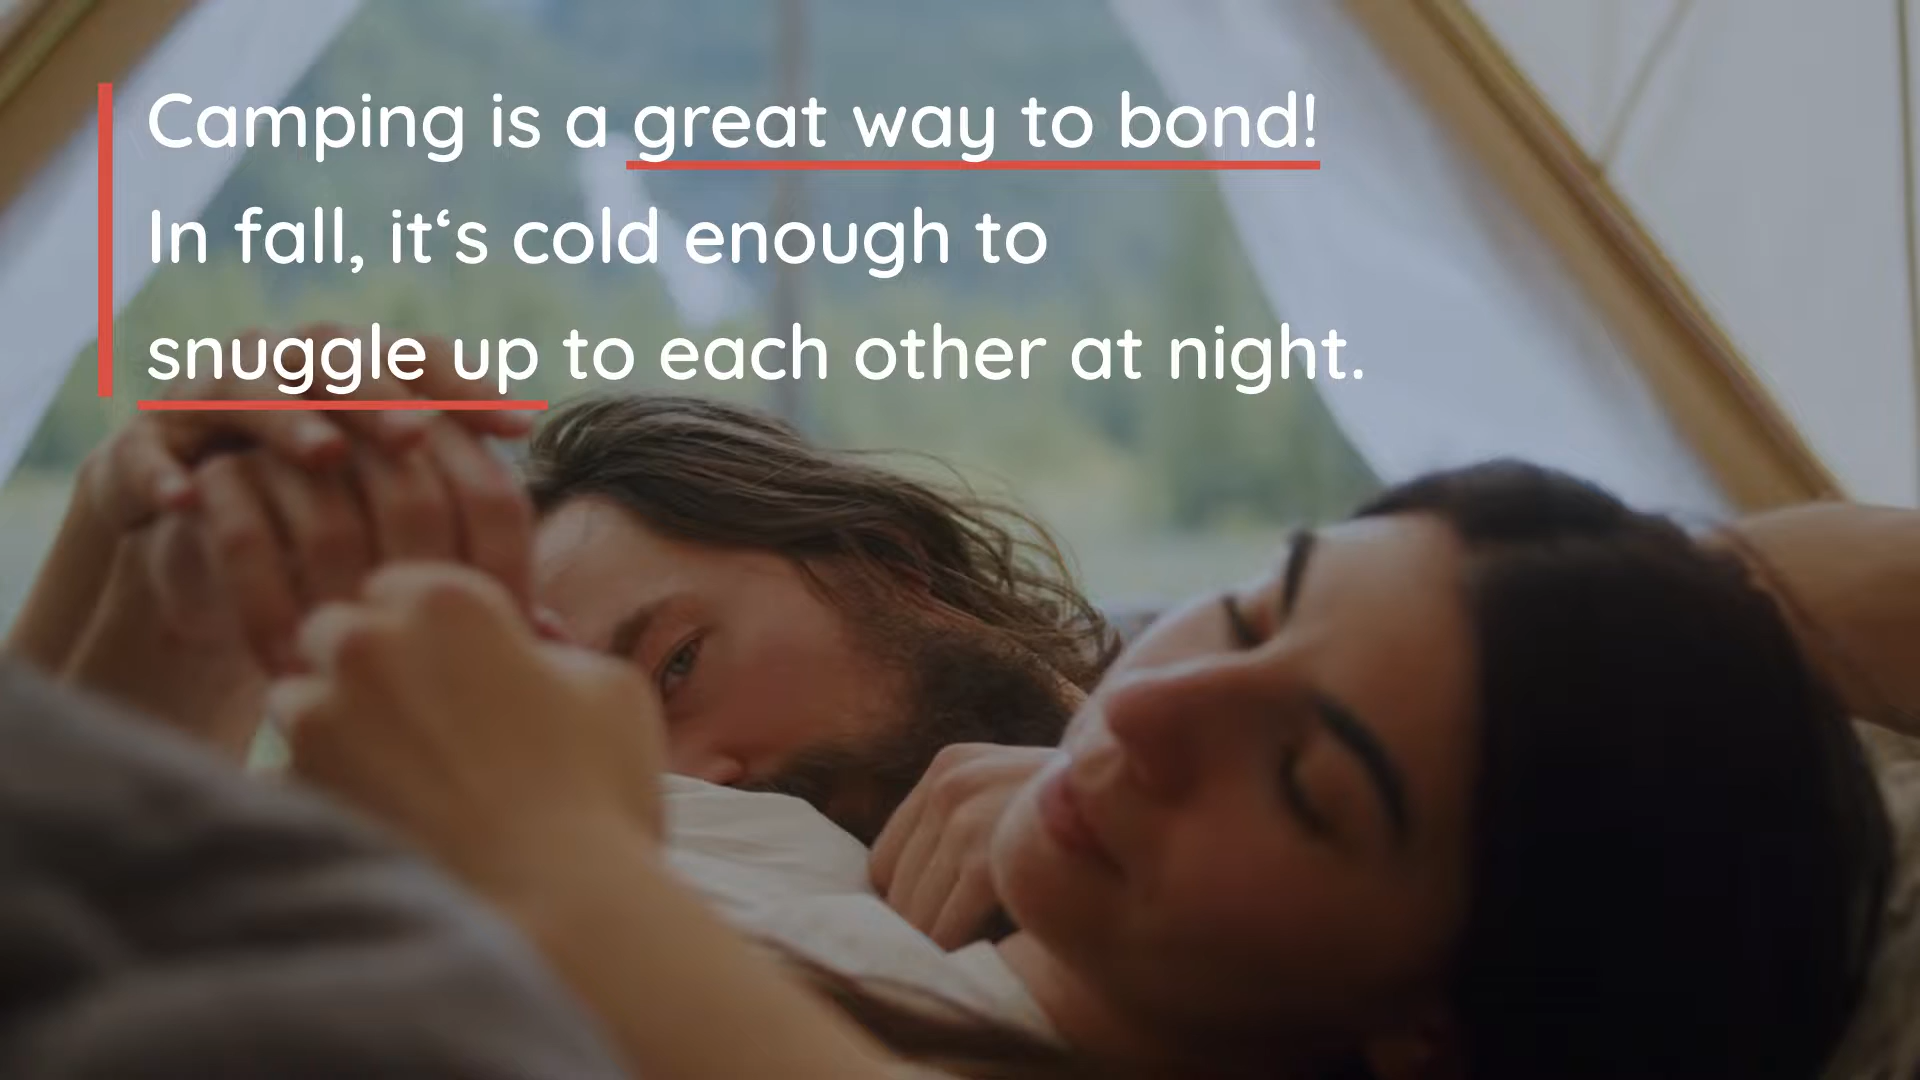 Camping is a great way to bond!
In fall, it‘s cold enough to
snuggle up to each other at night.